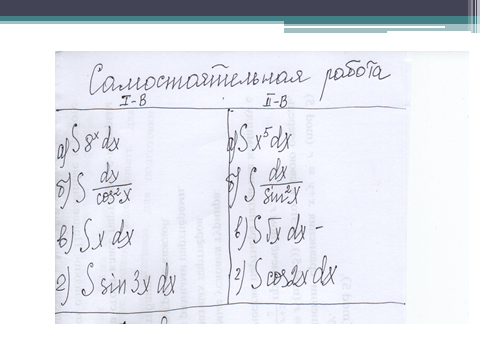 Самостоятельная работа
I-В II-В
а) ∫ 8ˣ dx
б) ∫ dx/cos²x
в) ∫ x dx
г) ∫ sin 3x dx
а) ∫ x⁵ dx
б) ∫ dx/sin²x
в) ∫ √x dx -
г) ∫ cos 2x dx